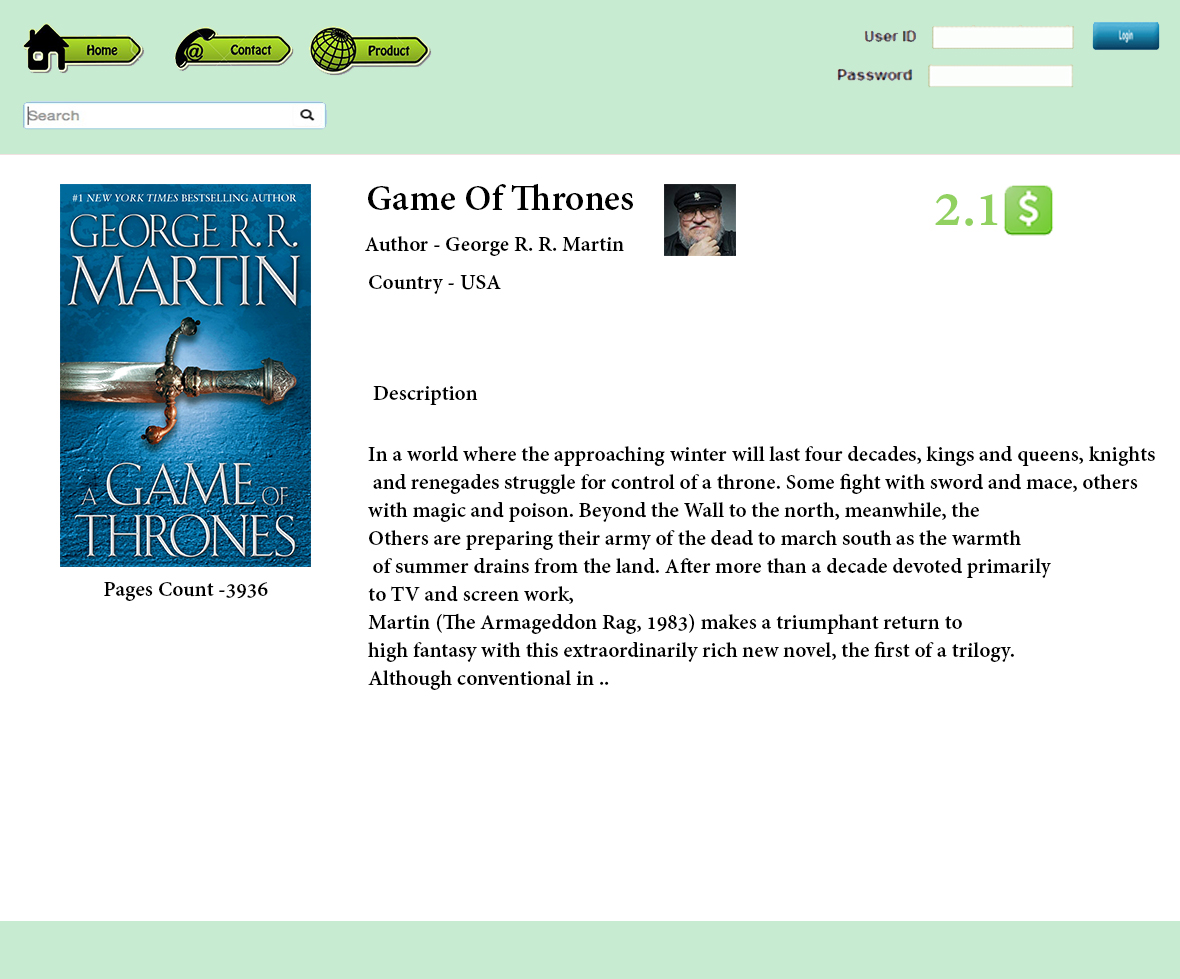 Home
Contact
Product
User ID
Login
Password
Search
#1 NEW YORK TIMES BESTSELLING AUTHOR
GEORGE R. R.
MARTIN
A GAME OF
THRONES
Pages Count -3936
Game Of Thrones
2.1 $
Author - George R. R. Martin
Country - USA
Description
In a world where the approaching winter will last four decades, kings and queens, knights
and renegades struggle for control of a throne. Some fight with sword and mace, others
with magic and poison. Beyond the Wall to the north, meanwhile, the
Others are preparing their army of the dead to march south as the warmth
of summer drains from the land. After more than a decade devoted primarily
to TV and screen work,
Martin (The Armageddon Rag, 1983) makes a triumphant return to
high fantasy with this extraordinarily rich new novel, the first of a trilogy.
Although conventional in ..